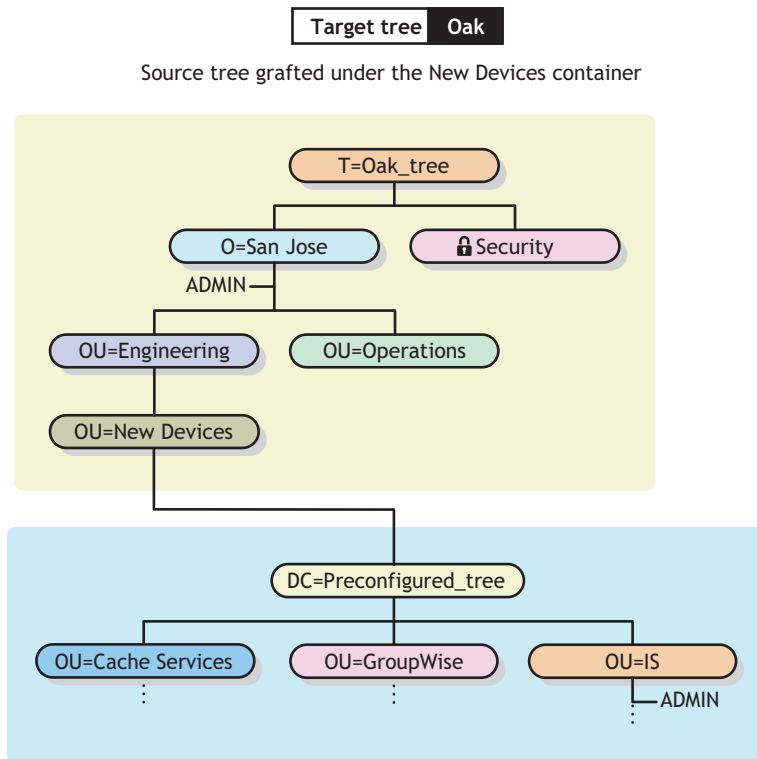 Target tree Oak
Source tree grafted under the New Devices container
T=Oak_tree
O=San Jose
Security
ADMIN
OU=Engineering
OU=Operations
OU=New Devices
DC=Preconfigured_tree
OU=Cache Services
OU=GroupWise
OU=IS
ADMIN